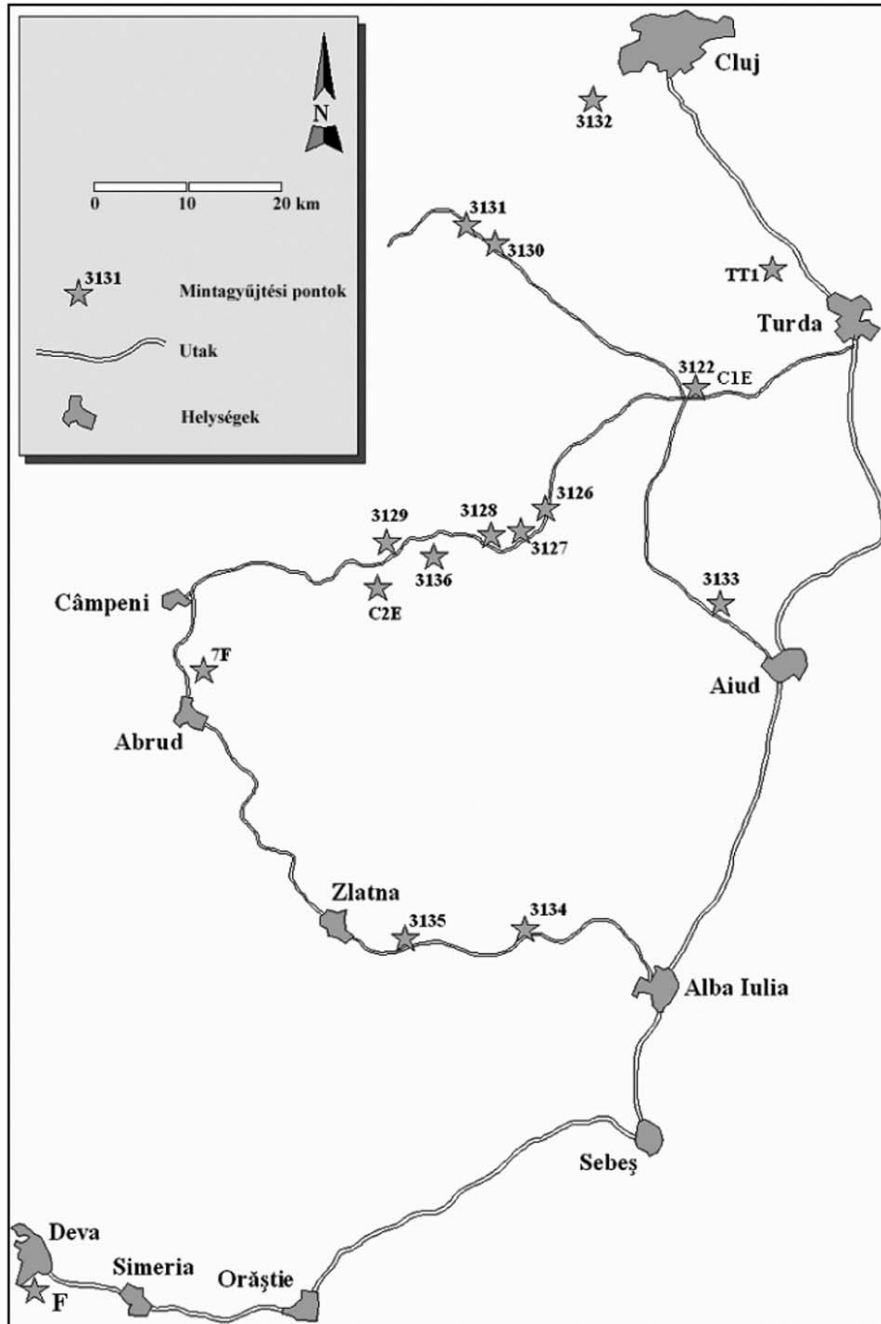 N
0 10 20 km
3131
Mintagyűjtési pontok
Utak
Helységek
Cluj
3132
3131
3130
TT1
Turda
3122
C1E
3126
3128
3129
3127
3136
C2E
Câmpeni
3133
7F
Aiud
Abrud
Zlatna
3135
3134
Alba Iulia
Sebeş
Deva
Simeria
Orăştie
F